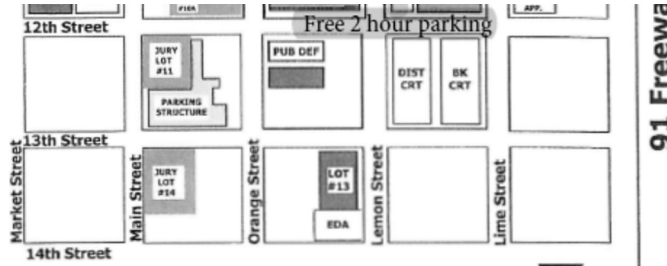 APP.
12th Street
Free 2 hour parking
JURY
LOT
#11
PUB DEF
DIST
CRT
BK
CRT
PARKING
STRUCTURE
91 Freewa
13th Street
Market Street
Main Street
JURY
LOT
#14
Orange Street
LOT
#13
EDA
Lemon Street
Lime Street
14th Street